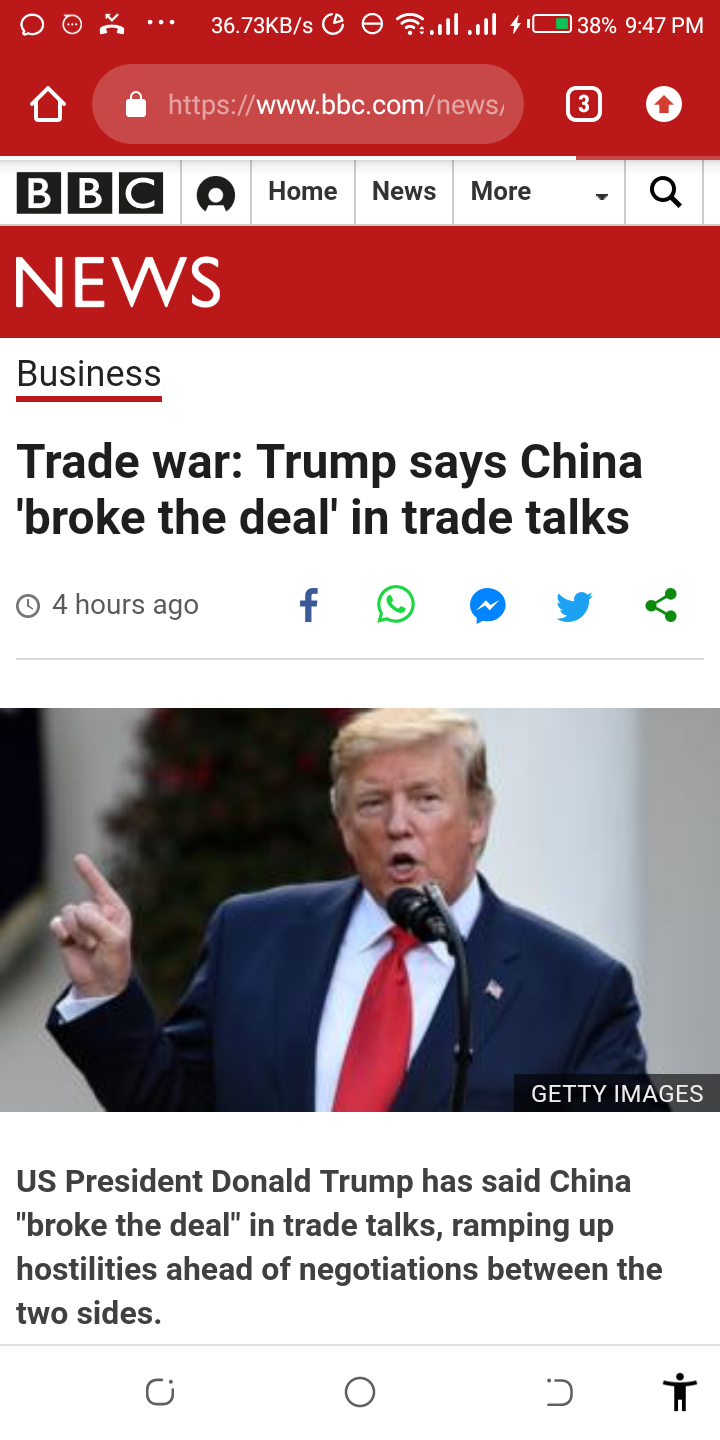 36.73KB/s 38% 9:47 PM
https://www.bbc.com/news/
3
BBC Home News More
NEWS
Business
Trade war: Trump says China
'broke the deal' in trade talks
4 hours ago
GETTY IMAGES
US President Donald Trump has said China
"broke the deal" in trade talks, ramping up
hostilities ahead of negotiations between the
two sides.